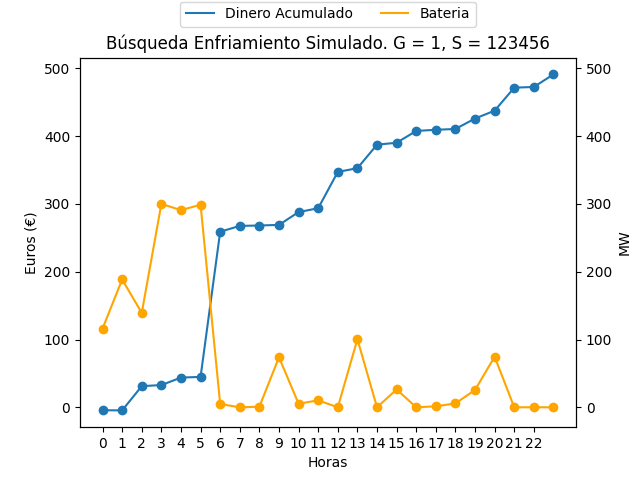 Dinero Acumulado Bateria
Búsqueda Enfriamiento Simulado. G = 1, S = 123456
500 500
400 400
300 300
200 200
100 100
0 0
Euros (€)
MW
0 1 2 3 4 5 6 7 8 9 10 11 12 13 14 15 16 17 18 19 20 21 22
Horas